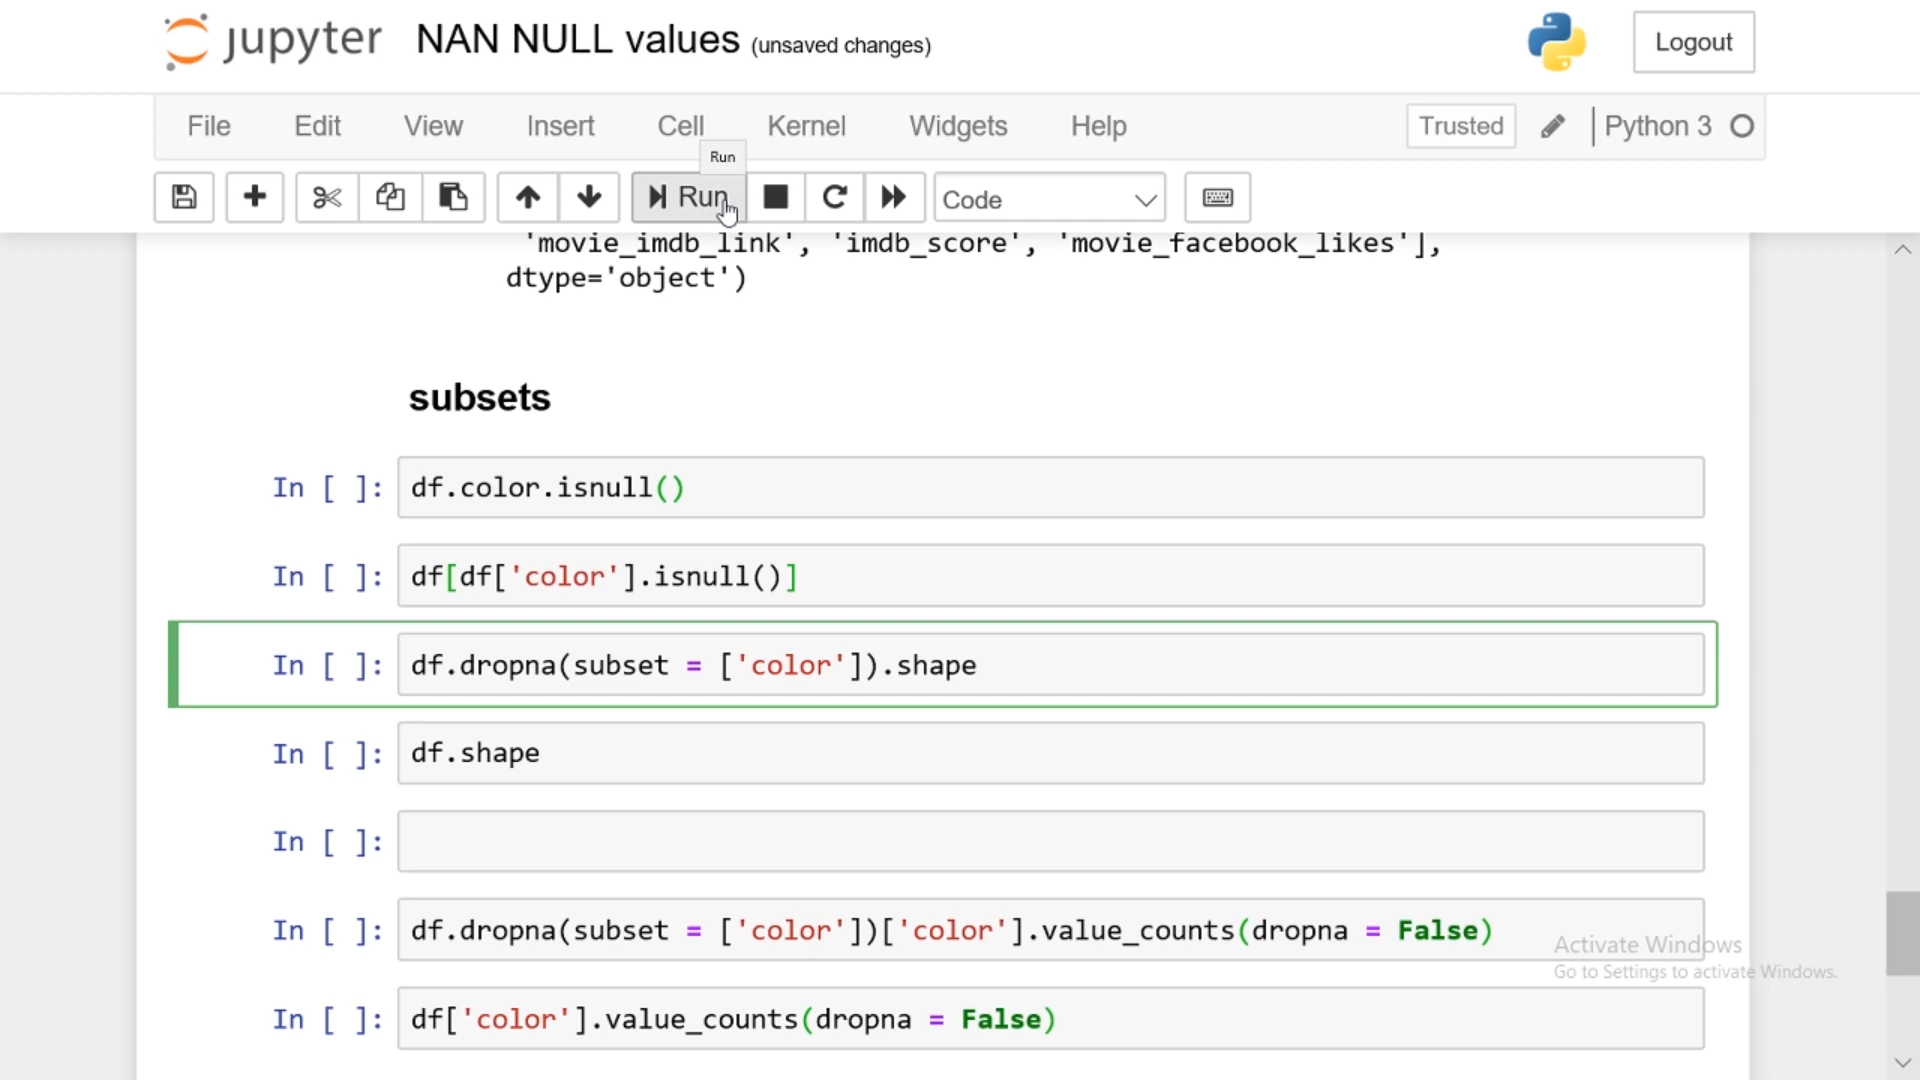 jupyter NAN NULL values (unsaved changes) Logout
File Edit View Insert Cell Kernel Widgets Help Trusted Python 3
Run
Run Code
'movie_imdb_link', 'imdb_score', 'movie_facebook_likes'],
dtype='object')
subsets
In [ ]: df.color.isnull()
In [ ]: df[df['color'].isnull()]
In [ ]: df.dropna(subset = ['color']).shape
In [ ]: df.shape
In [ ]:
In [ ]: df.dropna(subset = ['color'])['color'].value_counts(dropna = False)
Activate Windows
Go to Settings to activate Windows.
In [ ]: df['color'].value_counts(dropna = False)